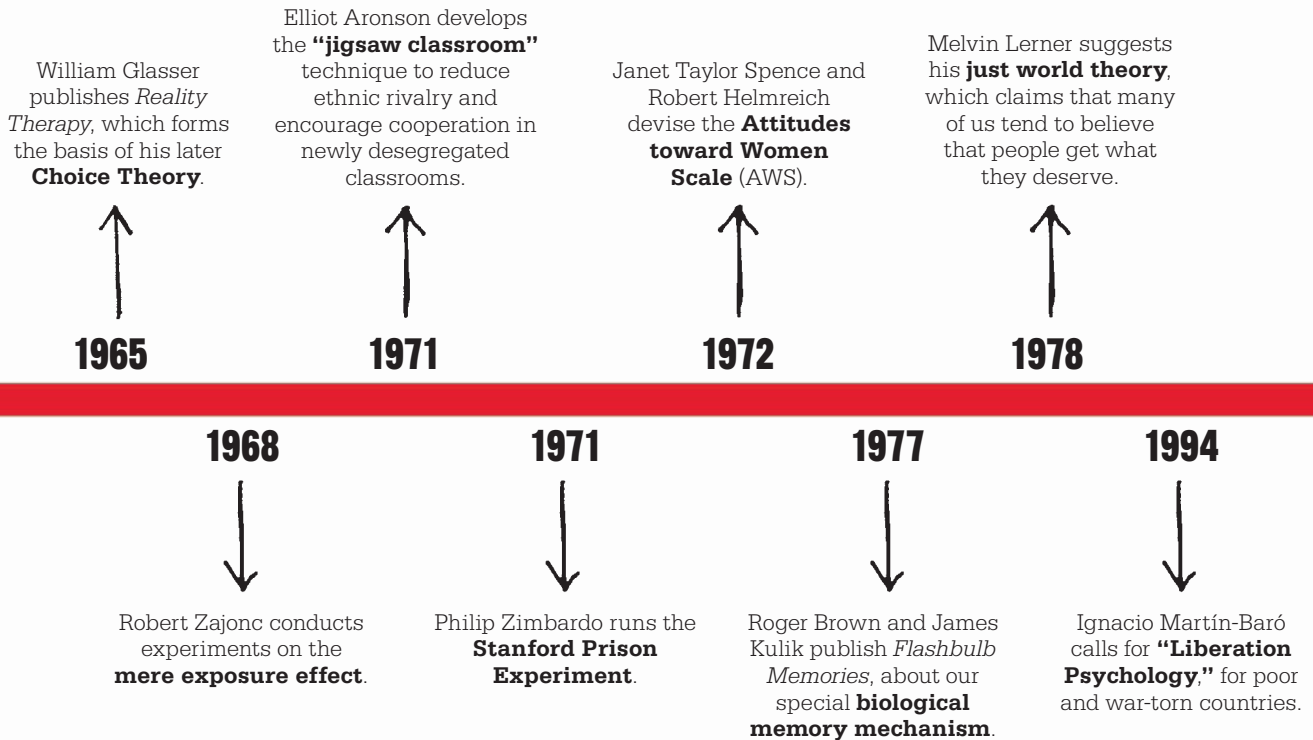 William Glasser
publishes Reality
Therapy, which forms
the basis of his later
Choice Theory.
1965
Elliot Aronson develops
the “jigsaw classroom”
technique to reduce
ethnic rivalry and
encourage cooperation in
newly desegregated
classrooms.
1971
Janet Taylor Spence and
Robert Helmreich
devise the Attitudes
toward Women
Scale (AWS).
1972
Melvin Lerner suggests
his just world theory,
which claims that many
of us tend to believe
that people get what
they deserve.
1978
1968
Robert Zajonc conducts
experiments on the
mere exposure effect.
1971
Philip Zimbardo runs the
Stanford Prison
Experiment.
1977
Roger Brown and James
Kulik publish Flashbulb
Memories, about our
special biological
memory mechanism.
1994
Ignacio Martín-Baró
calls for “Liberation
Psychology,” for poor
and war-torn countries.